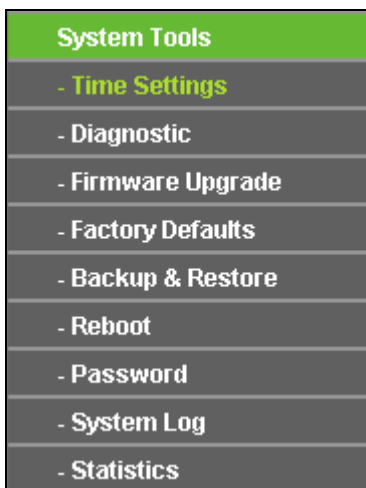 System Tools
- Time Settings
- Diagnostic
- Firmware Upgrade
- Factory Defaults
- Backup & Restore
- Reboot
- Password
- System Log
- Statistics